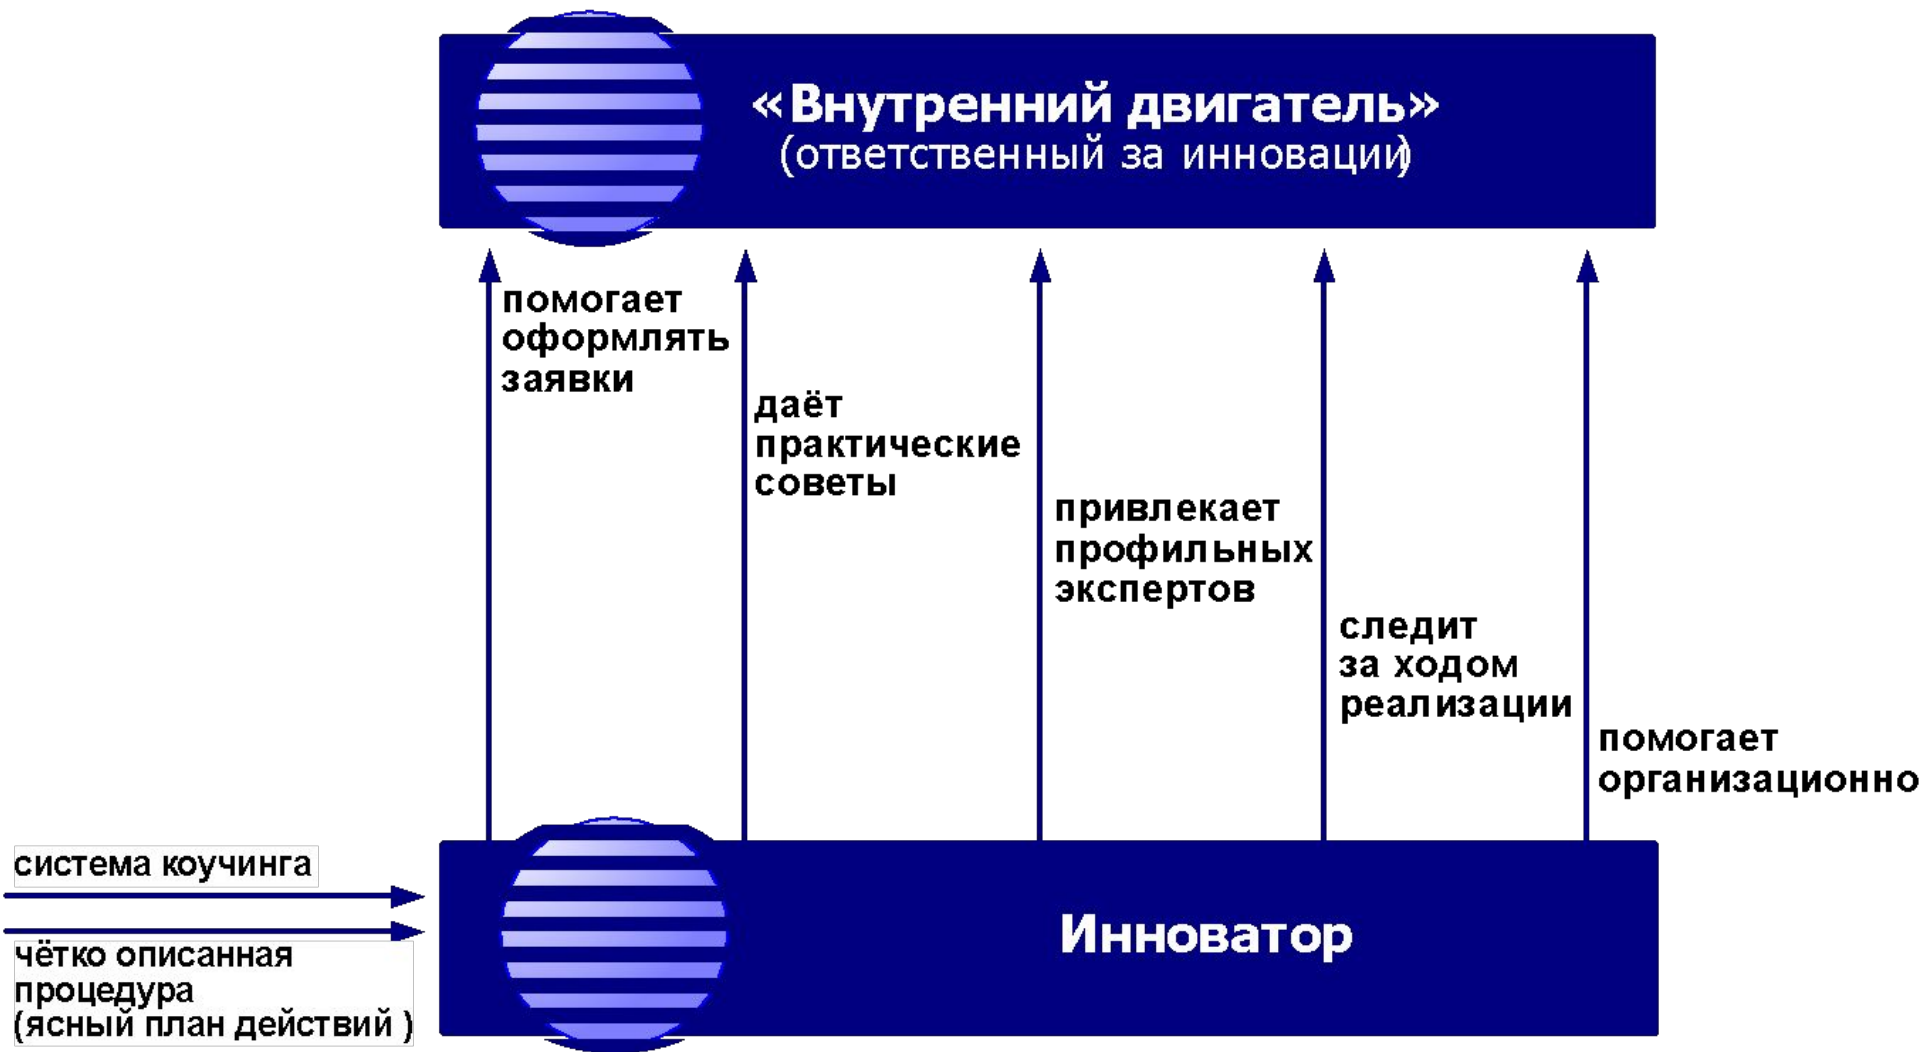 «Внутренний двигатель»
(ответственный за инновации)
помогает
оформлять
заявки
даёт
практические
советы
привлекает
профильных
экспертов
следит
за ходом
реализации
помогает
организационно
система коучинга
чётко описанная
процедура
(ясный план действий )
Инноватор